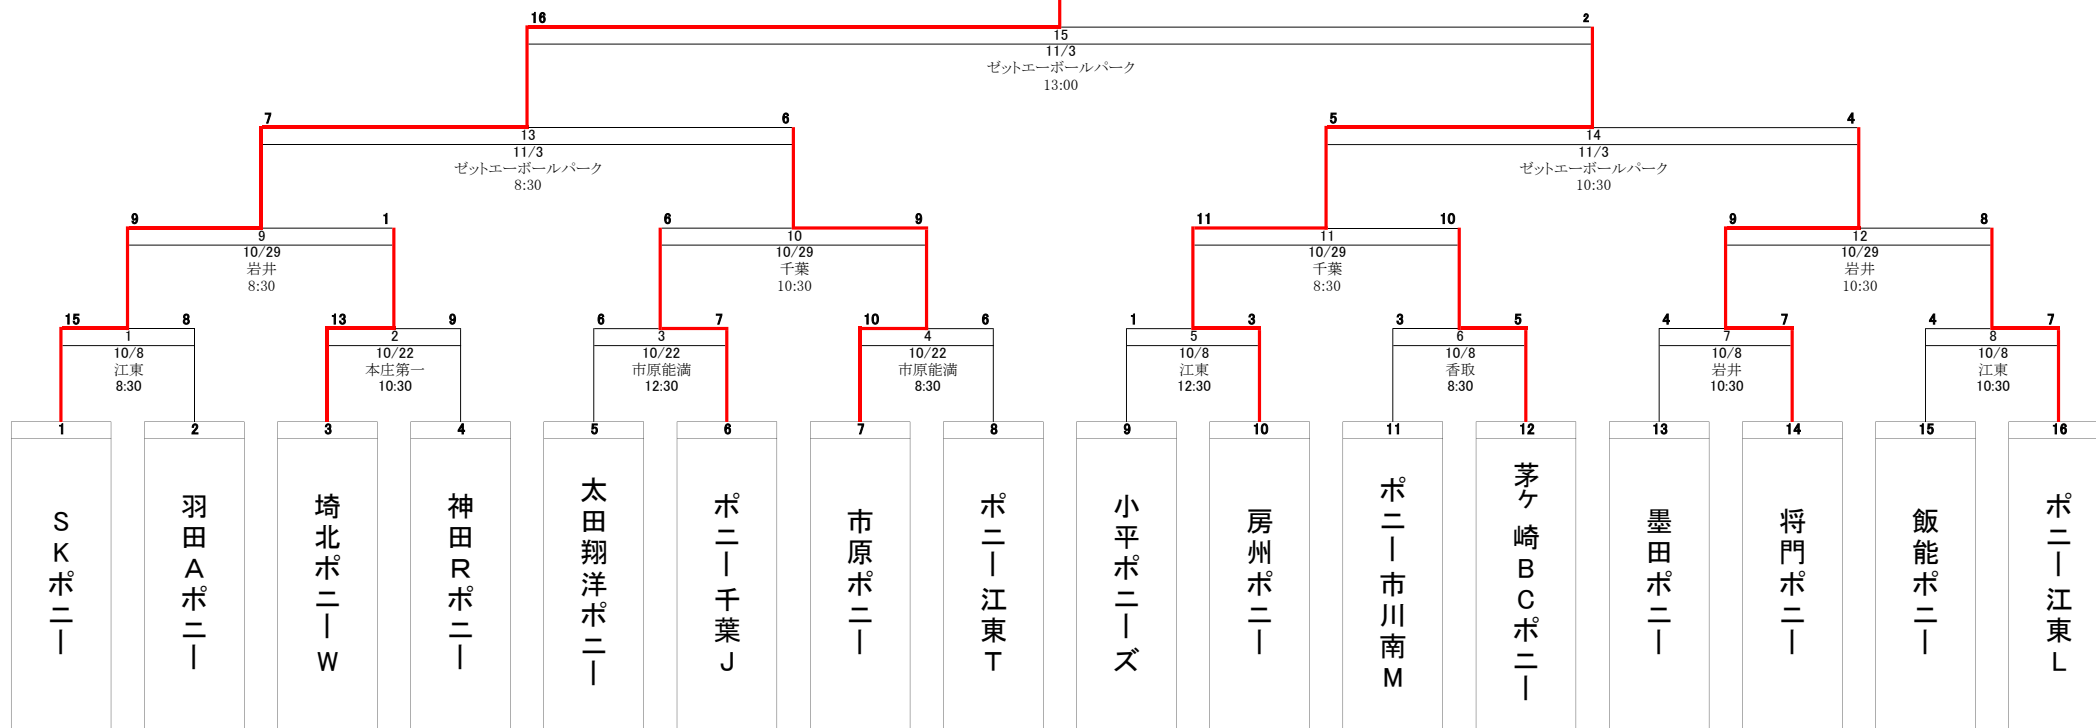 16 2
15
11/3
ゼットエーボールパーク
13:00
7 6 5 4
13 14
11/3 11/3
ゼットエーボールパーク ゼットエーボールパーク
8:30 10:30
9 1 6 9 11 10 9 8
9 10 11 12
10/29 10/29 10/29 10/29
岩井 千葉 千葉 岩井
8:30 10:30 8:30 10:30
15 8 13 9 6 7 10 6 1 3 3 5 4 7 4 7
1 2 3 4 5 6 7 8
10/8 10/22 10/22 10/22 10/8 10/8 10/8 10/8
江東 本庄第一 市原能満 市原能満 江東 香取 岩井 江東
8:30 10:30 12:30 8:30 12:30 8:30 10:30 10:30
1 2 3 4 5 6 7 8 9 10 11 12 13 14 15 16
SKポニー
羽田Aポニー
埼北ポニーW
神田Rポニー
太田翔洋ポニー
ポニー千葉J
市原ポニー
ポニー江東T
小平ポニーズ
房州ポニー
ポニー市川南M
茅ケ崎BCポニー
墨田ポニー
将門ポニー
飯能ポニー
ポニー江東L